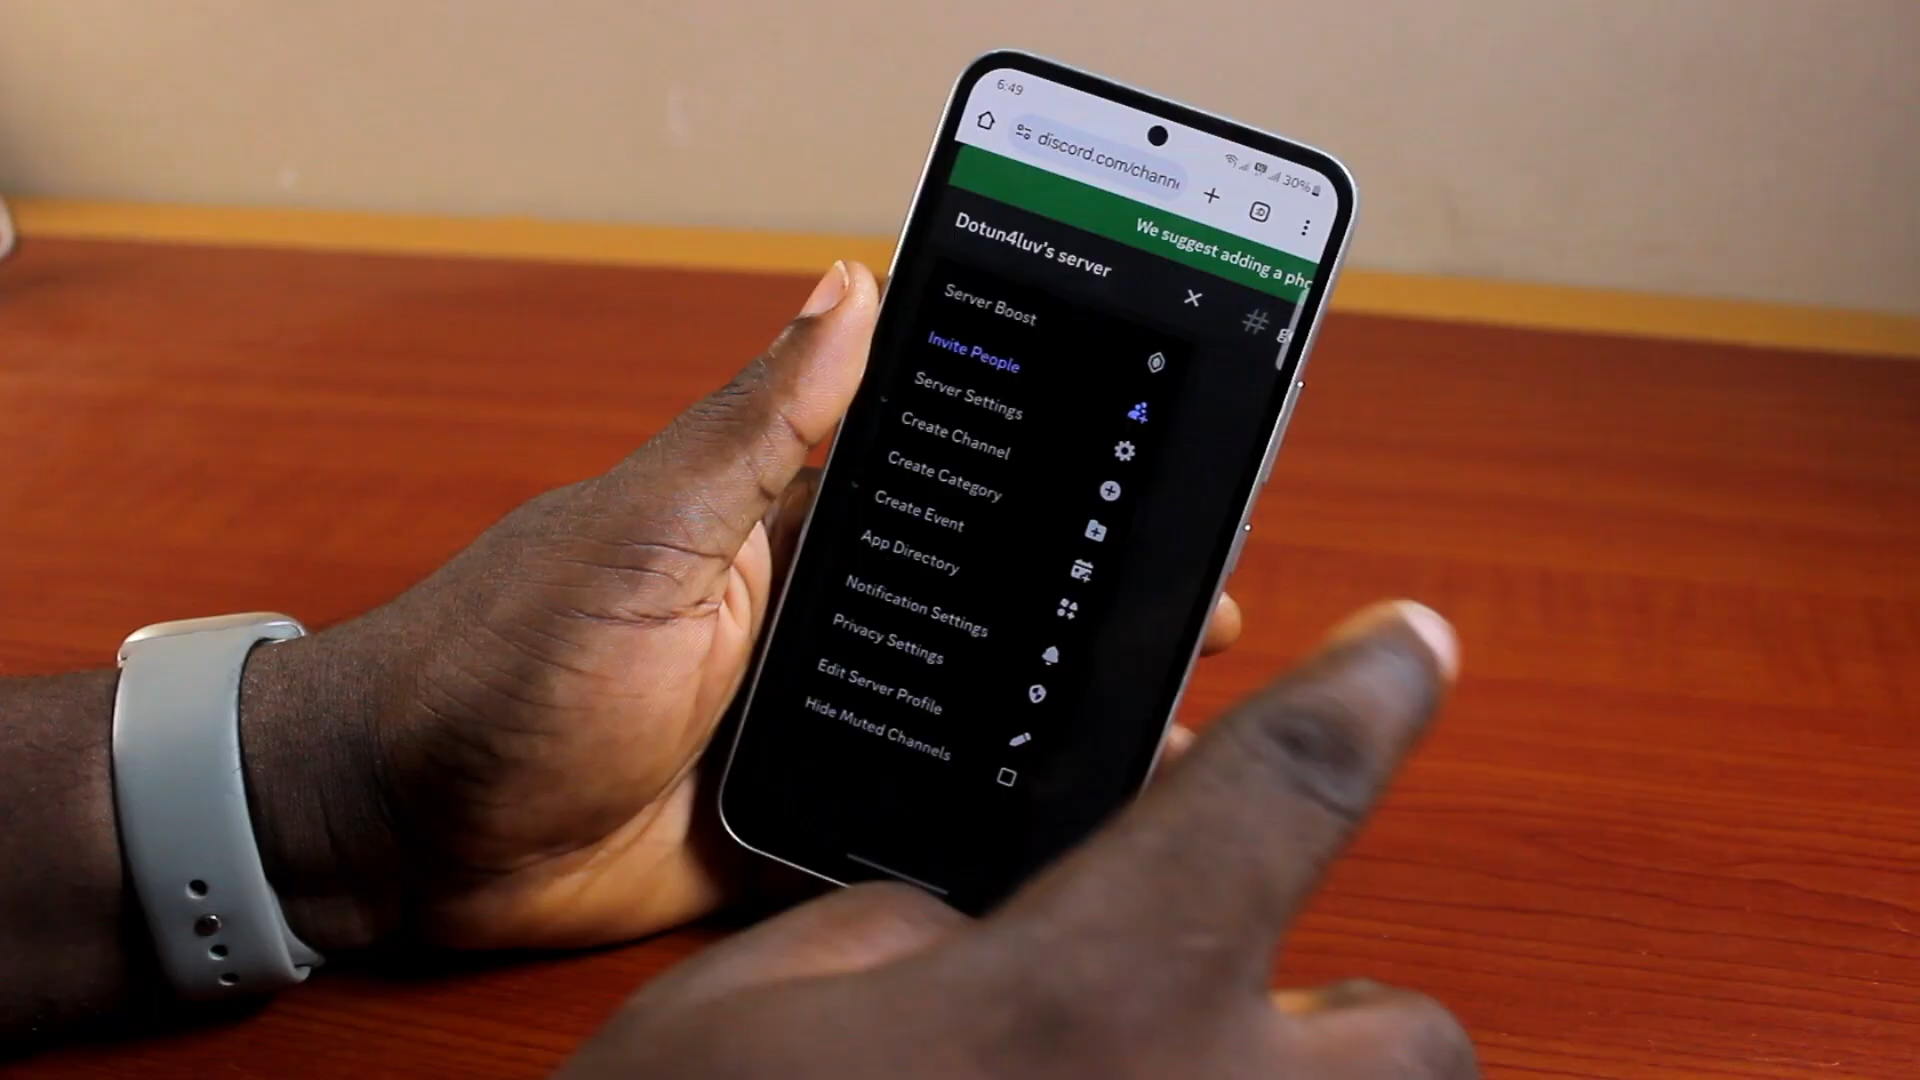 6:49
30%
discord.com/chann
We suggest adding a pho
Dotun4luv's server
Server Boost
Invite People
Server Settings
Create Channel
Create Category
Create Event
App Directory
Notification Settings
Privacy Settings
Edit Server Profile
Hide Muted Channels